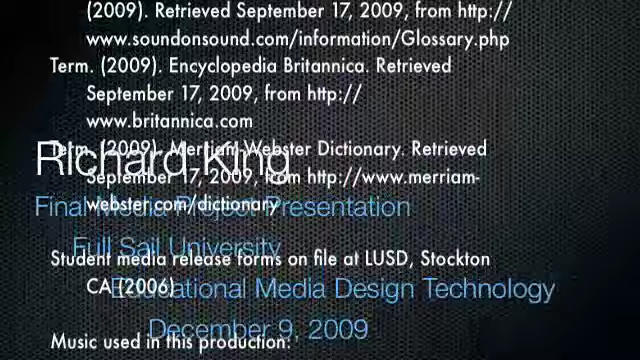 (2009). Retrieved September 17, 2009, from http://
www.soundonsound.com/information/Glossary.php
Term. (2009). Encyclopedia Britannica. Retrieved
September 17, 2009, from http://
www.britannica.com
Term. (2009). Merriam-Webster Dictionary. Retrieved
Richard King
September 17, 2009, from http://www.merriam-
webster.com/dictionary
Final Media Project Presentation
Full Sail University
Student media release forms on file at LUSD, Stockton
CA (2006)
Educational Media Design Technology
December 9, 2009
Music used in this production: